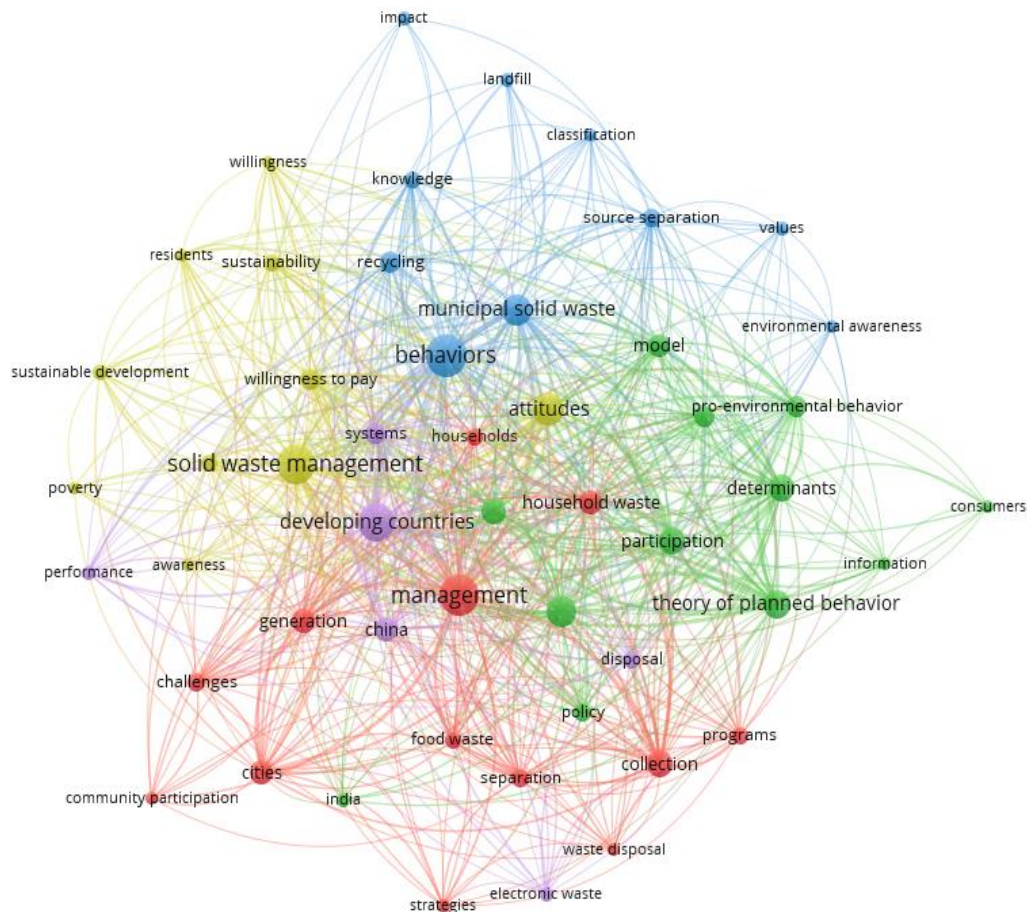 impact
landfill
classification
willingness
knowledge
source separation
values
residents
sustainability
recycling
municipal solid waste
environmental awareness
behaviors
model
sustainable development
willingness to pay
attitudes
pro-environmental behavior
systems
households
solid waste management
poverty
determinants
household waste
consumers
developing countries
participation
awareness
performance
information
management
theory of planned behavior
generation
china
disposal
challenges
policy
food waste
programs
cities
separation
collection
community participation
india
waste disposal
electronic waste
strategies